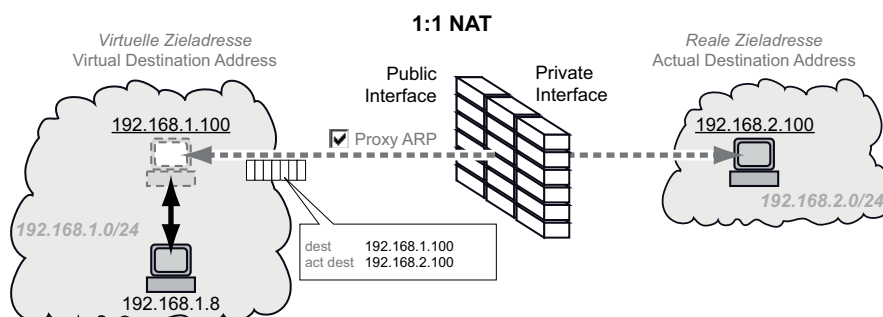 1:1 NAT
Virtuelle Zieladresse
Virtual Destination Address
Reale Zieladresse
Actual Destination Address
Public
Interface
Private
Interface
192.168.1.100
Proxy ARP
192.168.2.100
192.168.1.0/24
192.168.2.0/24
dest 192.168.1.100
act dest 192.168.2.100
192.168.1.8